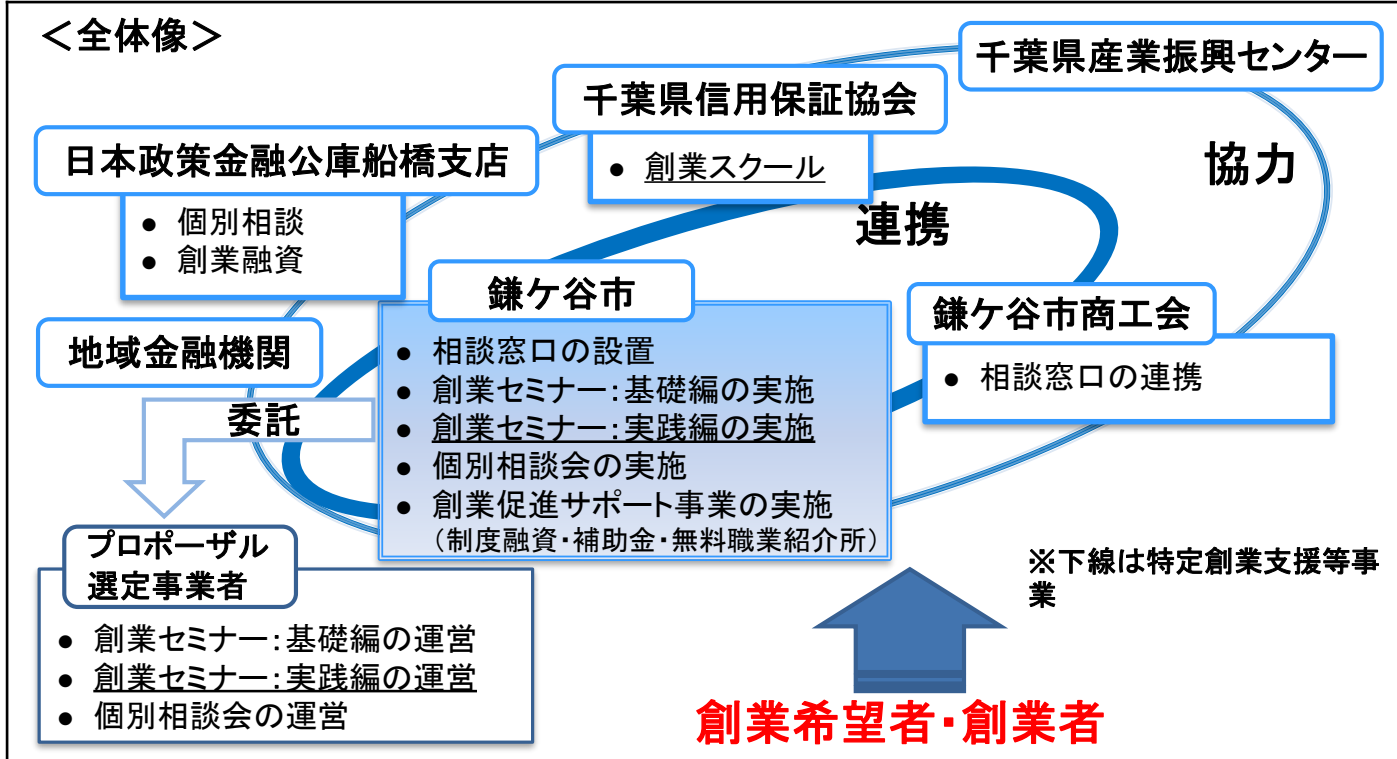 ＜全体像＞
千葉県産業振興センター
千葉県信用保証協会
● 創業スクール
日本政策金融公庫船橋支店
● 個別相談
● 創業融資
協力
連携
鎌ケ谷市
● 相談窓口の設置
● 創業セミナー：基礎編の実施
● 創業セミナー：実践編の実施
● 個別相談会の実施
● 創業促進サポート事業の実施
（制度融資・補助金・無料職業紹介所）
鎌ケ谷市商工会
● 相談窓口の連携
地域金融機関
委託
プロポーザル
選定事業者
● 創業セミナー：基礎編の運営
● 創業セミナー：実践編の運営
● 個別相談会の運営
※下線は特定創業支援等事
業
創業希望者・創業者